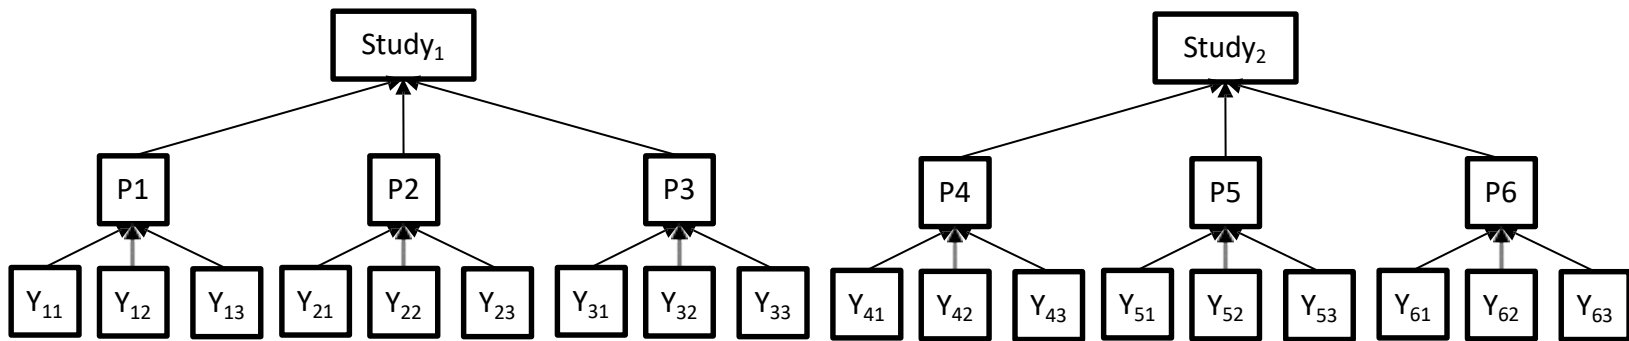 Study₁ Study₂
P1 P2 P3 P4 P5 P6
Y₁₁ Y₁₂ Y₁₃ Y₂₁ Y₂₂ Y₂₃ Y₃₁ Y₃₂ Y₃₃ Y₄₁ Y₄₂ Y₄₃ Y₅₁ Y₅₂ Y₅₃ Y₆₁ Y₆₂ Y₆₃